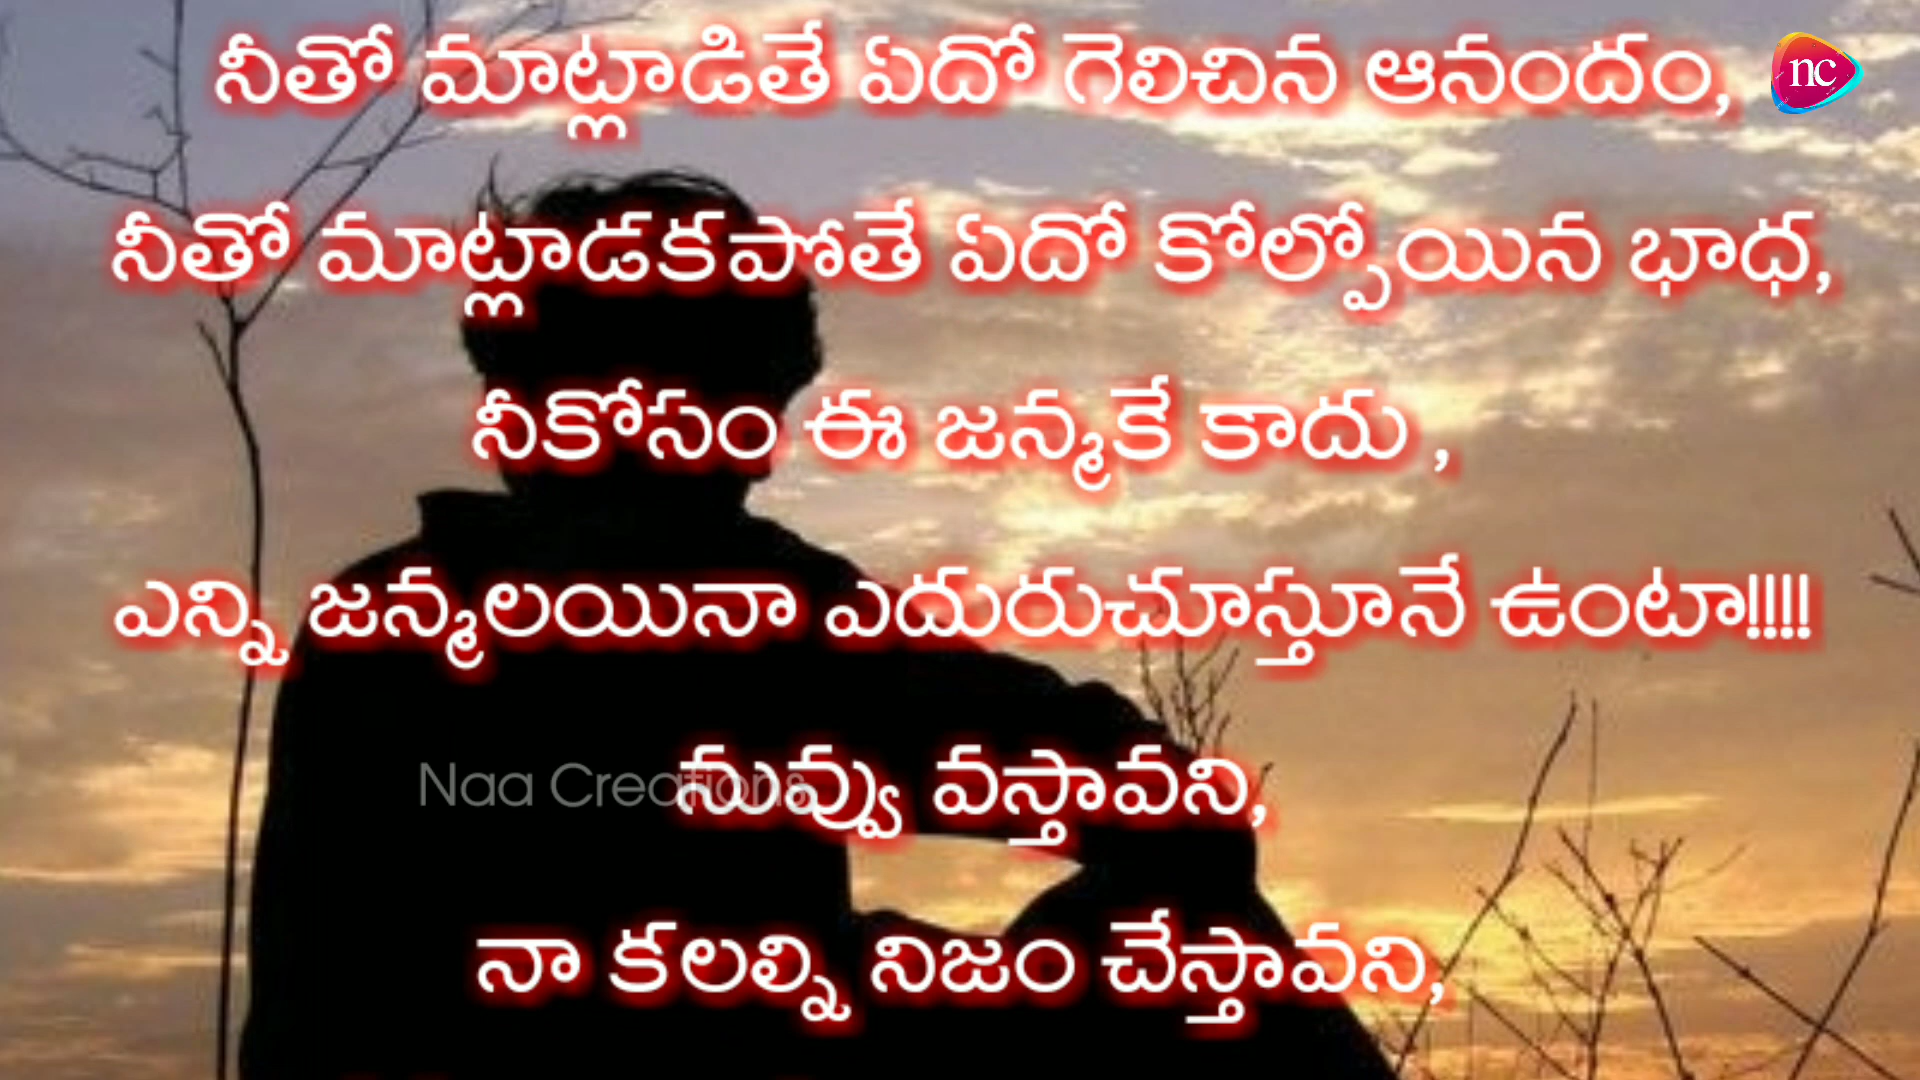 నీతో మాట్లాడితే ఏదో గెలిచిన ఆనందం,
nc
నీతో మాట్లాడకపోతే ఏదో కోల్పోయిన భాధ,
నీకోసం ఈ జన్మకే కాదు ,
ఎన్ని జన్మలయినా ఎదురుచూస్తూనే ఉంటా!!!!
Naa Creations
నువ్వు వస్తావని,
నా కలల్ని నిజం చేస్తావని,